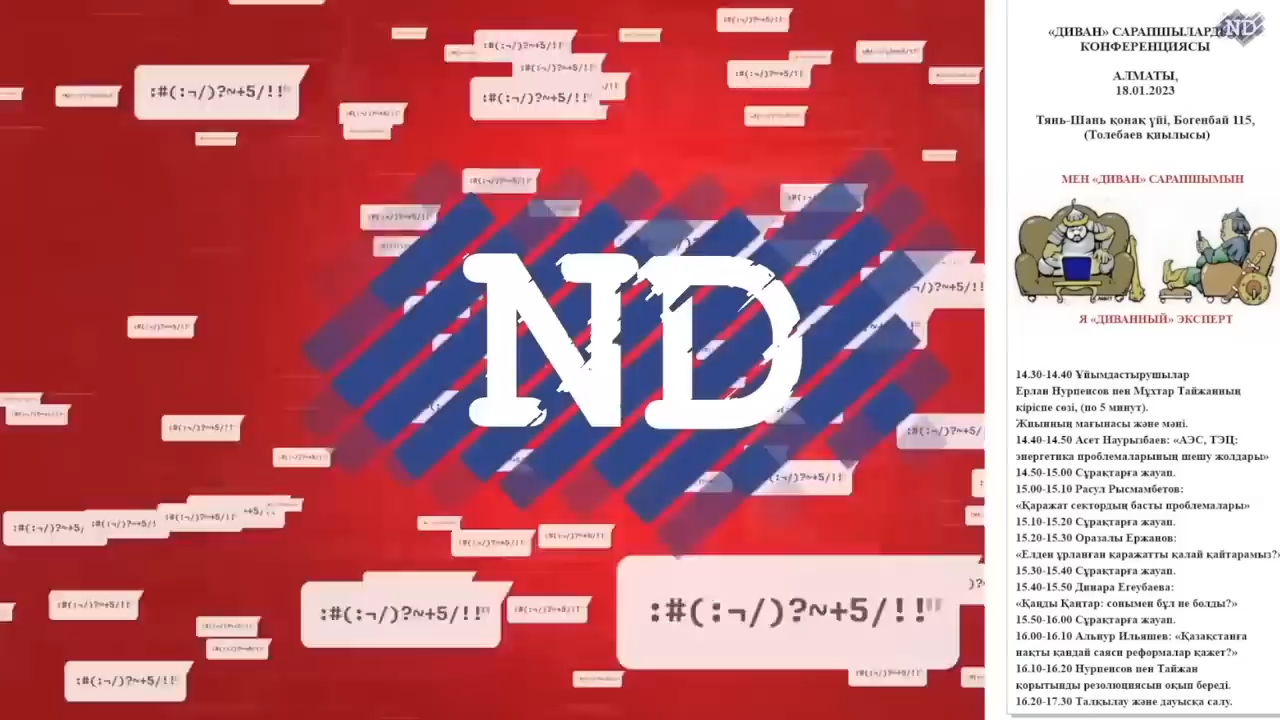 ND
:#(:¬/)?~+5/!!"
:#(:¬/)?~+5/!!"
:#(:¬/)?~+5/!!"
:#(:¬/)?~+5/!!"
:#(:¬/)?~+5/!!"
ND
«ДИВАН» САРАПШЫЛАРД
КОНФЕРЕНЦИЯСЫ
АЛМАТЫ,
18.01.2023
Тянь-Шань қонақ үйі, Богенбай 115,
(Толебаев қиылысы)
МЕН «ДИВАН» САРАПШЫМЫН
Я «ДИВАННЫЙ» ЭКСПЕРТ
14.30-14.40 Ұйымдастырушылар
Ерлан Нурпеисов пен Мұхтар Тайжанның
кіріспе сөзі, (по 5 минут).
Жиынның мағынасы және мәні.
14.40-14.50 Асет Наурызбаев: «АЭС, ТЭЦ:
энергетика проблемаларының шешу жолдары»
14.50-15.00 Сұрақтарға жауап.
15.00-15.10 Расул Рысмамбетов:
«Қаражат сектордың басты проблемалары»
15.10-15.20 Сұрақтарға жауап.
15.20-15.30 Оразалы Ержанов:
«Елден ұрланған қаражатты қалай қайтарамыз?»
15.30-15.40 Сұрақтарға жауап.
15.40-15.50 Динара Егеубаева:
«Қанды Қаңтар: сонымен бұл не болды?»
15.50-16.00 Сұрақтарға жауап.
16.00-16.10 Альнур Ильяшев: «Қазақстанға
нақты қандай саяси реформалар қажет?»
16.10-16.20 Нурпеисов пен Тайжан
қорытынды резолюциясын оқып береді.
16.20-17.30 Талқылау және дауысқа салу.